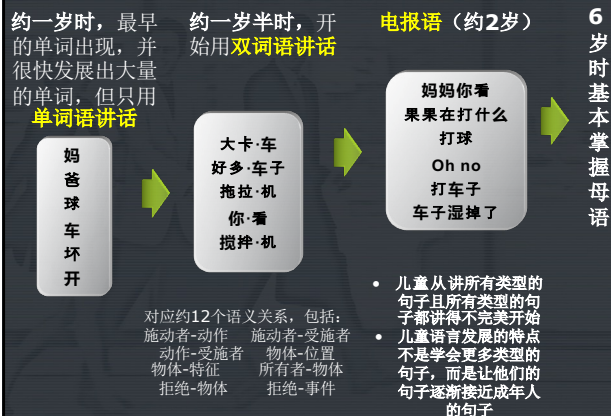 约一岁时，最早
的单词出现，并
很快发展出大量
的单词，但只用
单词语讲话
妈
爸
球
车
坏
开
约一岁半时，开
始用双词语讲话
大卡·车
好多·车子
拖拉·机
你·看
搅拌·机
对应约12个语义关系，包括：
施动者-动作 施动者-受施者
动作-受施者 物体-位置
物体-特征 所有者-物体
拒绝-物体 拒绝-事件
电报语（约2岁）
妈妈你看
果果在打什么
打球
Oh no
打车子
车子湿掉了
• 儿童从讲所有类型的
句子且所有类型的句
子都讲得不完美开始
• 儿童语言发展的特点
不是学会更多类型的
句子，而是让他们的
句子逐渐接近成年人
的句子
6
岁
时
基
本
掌
握
母
语